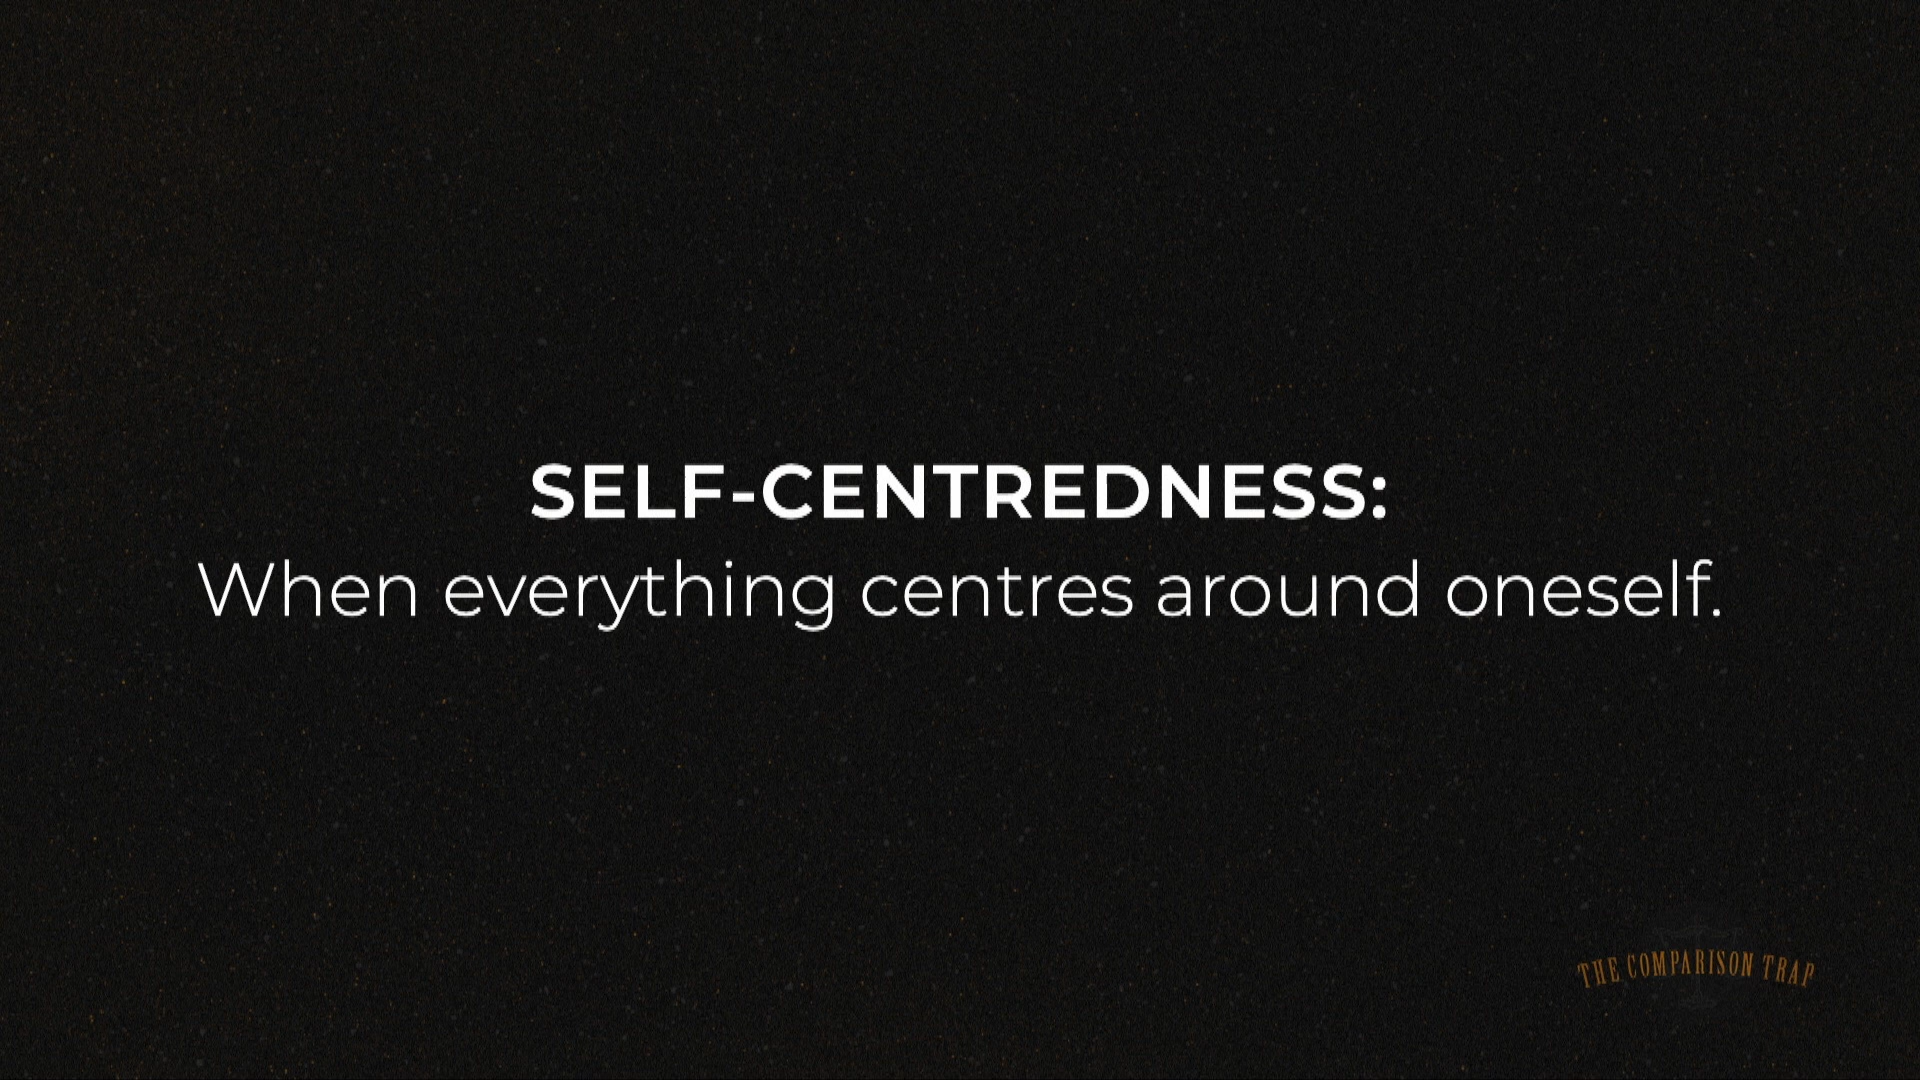 SELF-CENTREDNESS:
When everything centres around oneself.
THE COMPARISON TRAP